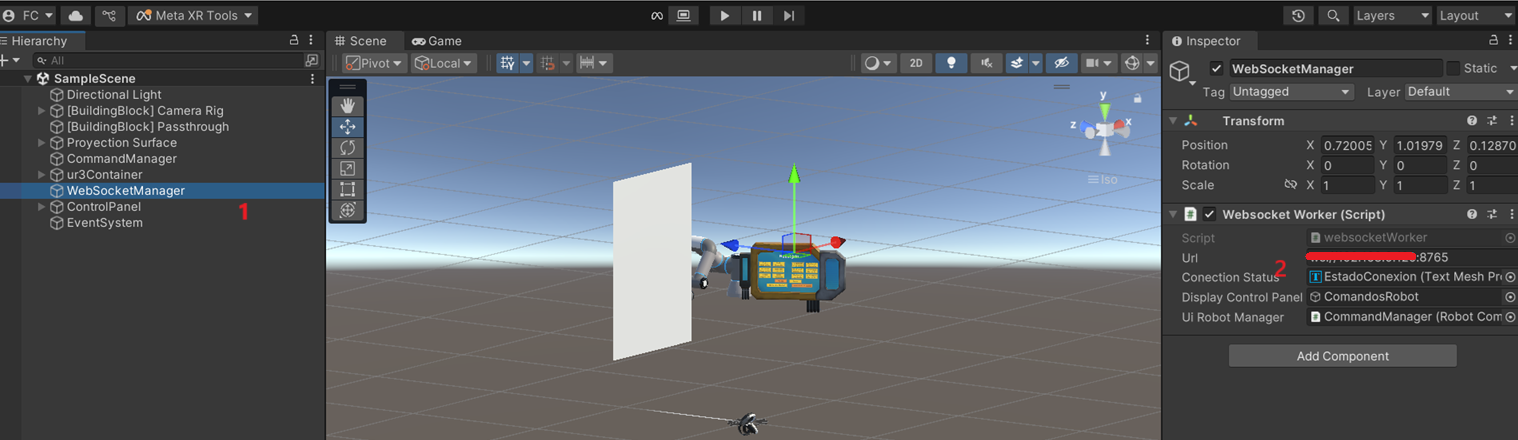 FC Meta XR Tools Layers Layout
Hierarchy
All
SampleScene
Directional Light
[BuildingBlock] Camera Rig
[BuildingBlock] Passthrough
Proyection Surface
CommandManager
ur3Container
WebSocketManager
ControlPanel
EventSystem
1
Scene Game
Pivot Local 2D
y
z x
Iso
Inspector
WebSocketManager Static
Tag Untagged Layer Default
Transform
Position X 0.72005 Y 1.01979 Z 0.12870
Rotation X 0 Y 0 Z 0
Scale X 1 Y 1 Z 1
Websocket Worker (Script)
Script websocketWorker
Url :8765
2
Conection Status EstadoConexion (Text Mesh Pr
Display Control Panel ComandosRobot
Ui Robot Manager CommandManager (Robot Com
Add Component